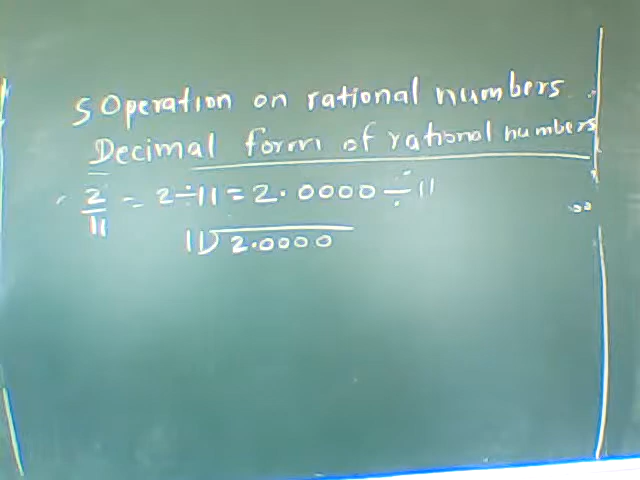 5 Operation on rational numbers.
Decimal form of rational numbers
2/11 = 2÷11 = 2.0000 ÷ 11
11) 2.0000